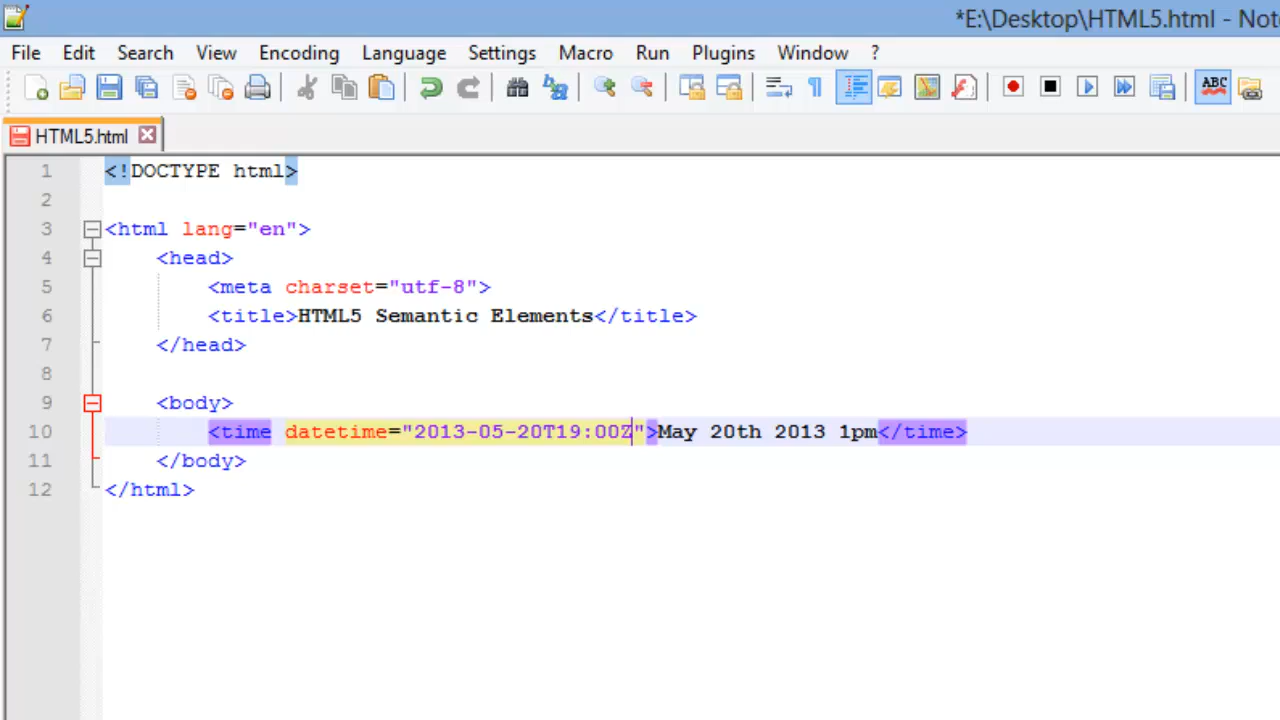 *E:\Desktop\HTML5.html - Note
File Edit Search View Encoding Language Settings Macro Run Plugins Window ?
ABC
HTML5.html
1 <!DOCTYPE html>
2
3 <html lang="en">
4 <head>
5 <meta charset="utf-8">
6 <title>HTML5 Semantic Elements</title>
7 </head>
8
9 <body>
10 <time datetime="2013-05-20T19:00Z">May 20th 2013 1pm</time>
11 </body>
12 </html>